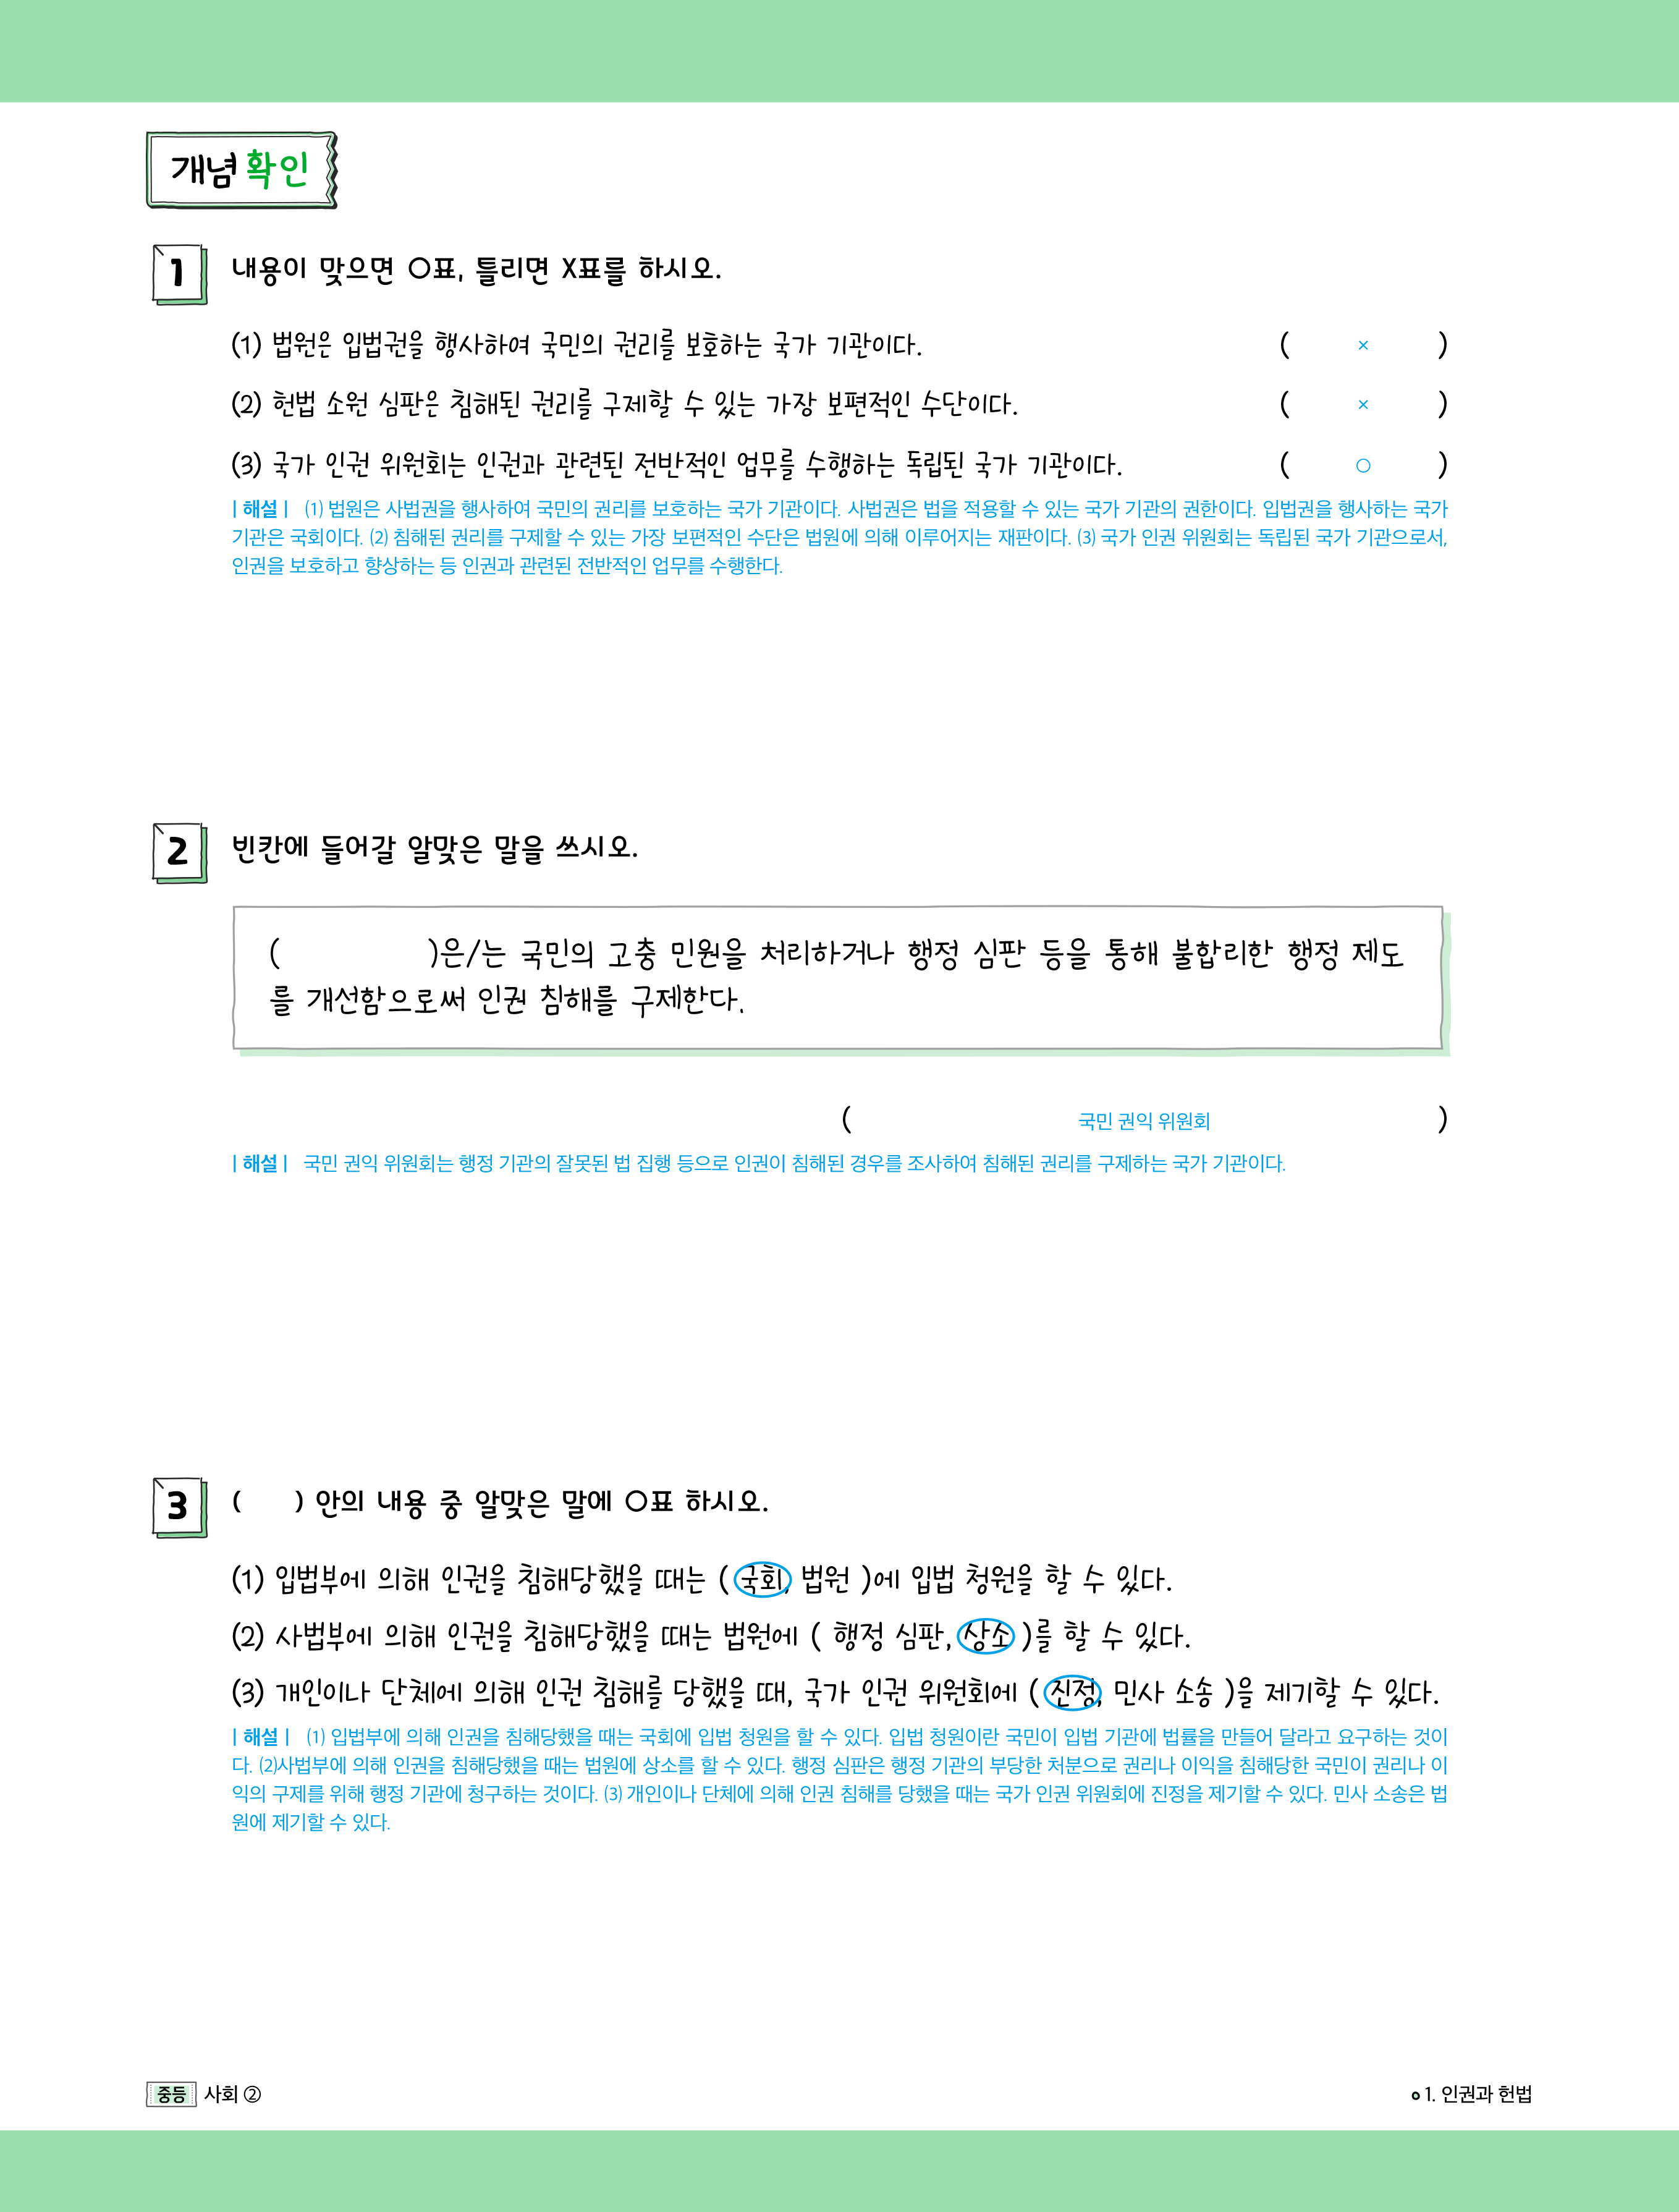 개념 확인
1 내용이 맞으면 ○표, 틀리면 X표를 하시오.
(1) 법원은 입법권을 행사하여 국민의 권리를 보호하는 국가 기관이다. ( × )
(2) 헌법 소원 심판은 침해된 권리를 구제할 수 있는 가장 보편적인 수단이다. ( × )
(3) 국가 인권 위원회는 인권과 관련된 전반적인 업무를 수행하는 독립된 국가 기관이다. ( ○ )
| 해설 | (1) 법원은 사법권을 행사하여 국민의 권리를 보호하는 국가 기관이다. 사법권은 법을 적용할 수 있는 국가 기관의 권한이다. 입법권을 행사하는 국가
기관은 국회이다. (2) 침해된 권리를 구제할 수 있는 가장 보편적인 수단은 법원에 의해 이루어지는 재판이다. (3) 국가 인권 위원회는 독립된 국가 기관으로서,
인권을 보호하고 향상하는 등 인권과 관련된 전반적인 업무를 수행한다.
2 빈칸에 들어갈 알맞은 말을 쓰시오.
( )은/는 국민의 고충 민원을 처리하거나 행정 심판 등을 통해 불합리한 행정 제도
를 개선함으로써 인권 침해를 구제한다.
( 국민 권익 위원회 )
| 해설 | 국민 권익 위원회는 행정 기관의 잘못된 법 집행 등으로 인권이 침해된 경우를 조사하여 침해된 권리를 구제하는 국가 기관이다.
3 ( ) 안의 내용 중 알맞은 말에 ○표 하시오.
(1) 입법부에 의해 인권을 침해당했을 때는 ( 국회, 법원 )에 입법 청원을 할 수 있다.
(2) 사법부에 의해 인권을 침해당했을 때는 법원에 ( 행정 심판, 상소 )를 할 수 있다.
(3) 개인이나 단체에 의해 인권 침해를 당했을 때, 국가 인권 위원회에 ( 진정, 민사 소송 )을 제기할 수 있다.
| 해설 | (1) 입법부에 의해 인권을 침해당했을 때는 국회에 입법 청원을 할 수 있다. 입법 청원이란 국민이 입법 기관에 법률을 만들어 달라고 요구하는 것이
다. (2)사법부에 의해 인권을 침해당했을 때는 법원에 상소를 할 수 있다. 행정 심판은 행정 기관의 부당한 처분으로 권리나 이익을 침해당한 국민이 권리나 이
익의 구제를 위해 행정 기관에 청구하는 것이다. (3) 개인이나 단체에 의해 인권 침해를 당했을 때는 국가 인권 위원회에 진정을 제기할 수 있다. 민사 소송은 법
원에 제기할 수 있다.
중등 사회 ②
1. 인권과 헌법